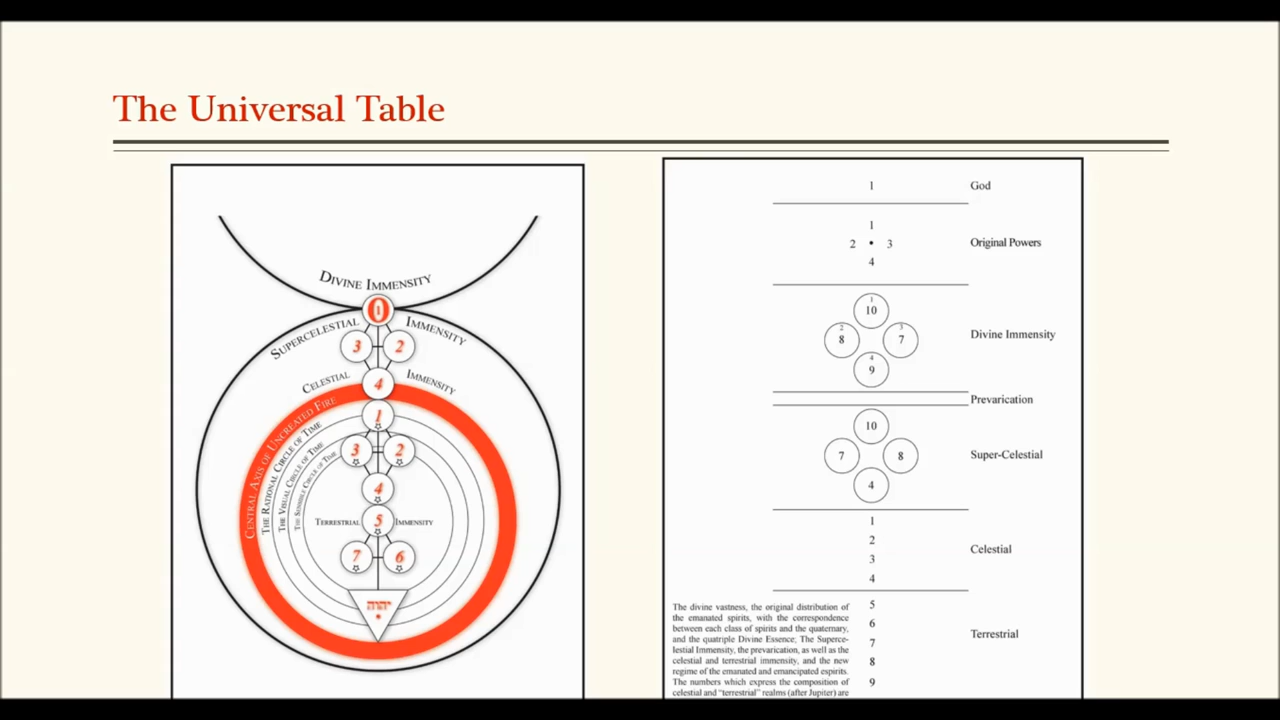 The Universal Table
DIVINE IMMENSITY
0
1
SUPERCELESTIAL IMMENSITY
3 2
CELESTIAL IMMENSITY
4
CENTRAL AXIS OF UNCREATED FIRE
THE RATIONAL CIRCLE OF TIME
THE VISUAL CIRCLE OF TIME
THE SENSIBLE CIRCLE OF TIME
1
3 2
4
TERRESTRIAL 5 IMMENSITY
7 6
יהוה
1 God
1
2 • 3 Original Powers
4
1
10
2 3
8 7 Divine Immensity
4
9
Prevarication
10
7 8 Super-Celestial
4
1
2
3 Celestial
4
5
6
7 Terrestrial
8
9
The divine vastness, the original distribution of
the emanated spirits, with the correspondence
between each class of spirits and the quaternary,
and the quatriple Divine Essence, The Superce-
lestial Immensity, the prevarication, as well as the
celestial and terrestrial immensity, and the new
regime of the emanated and emancipated espirits.
The numbers which express the composition of
celestial and "terrestrial" realms (after Jupiter) are